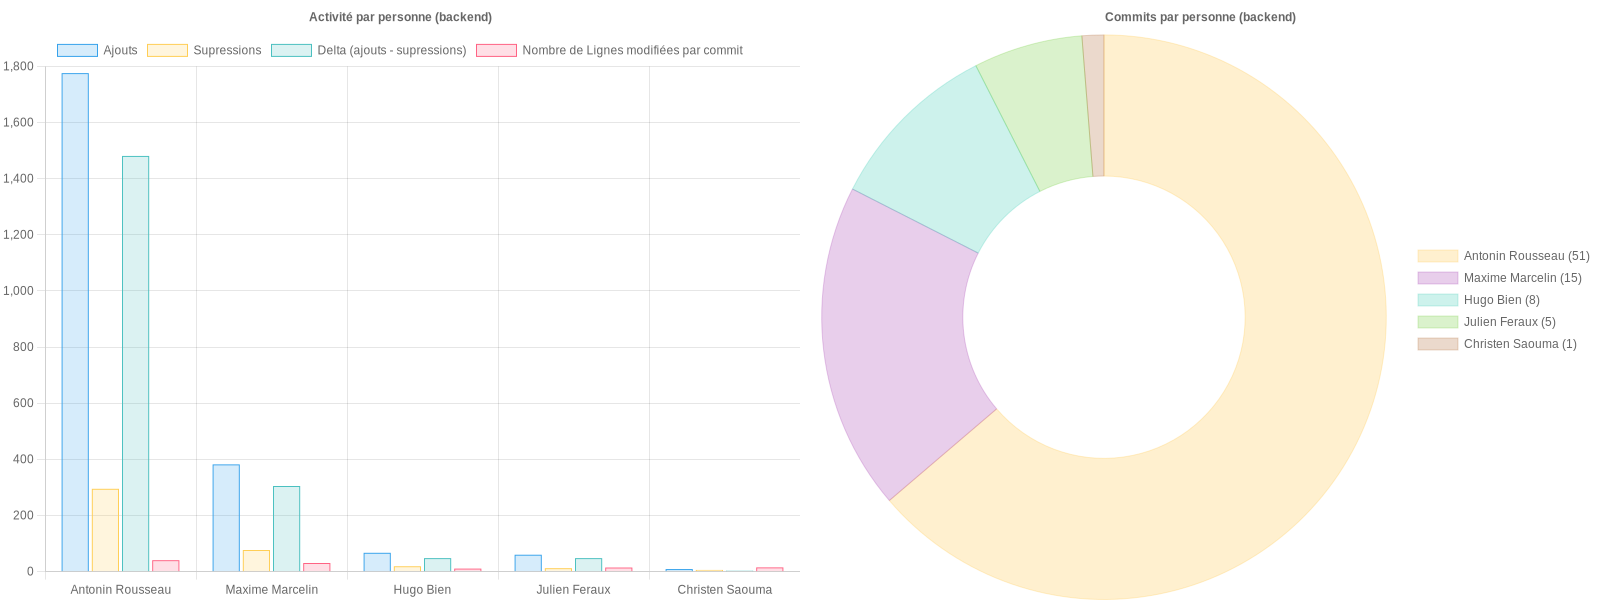 Activité par personne (backend)
Ajouts Supressions Delta (ajouts - supressions) Nombre de Lignes modifiées par commit
1,800
1,600
1,400
1,200
1,000
800
600
400
200
0
Antonin Rousseau Maxime Marcelin Hugo Bien Julien Feraux Christen Saouma
Commits par personne (backend)
Antonin Rousseau (51)
Maxime Marcelin (15)
Hugo Bien (8)
Julien Feraux (5)
Christen Saouma (1)